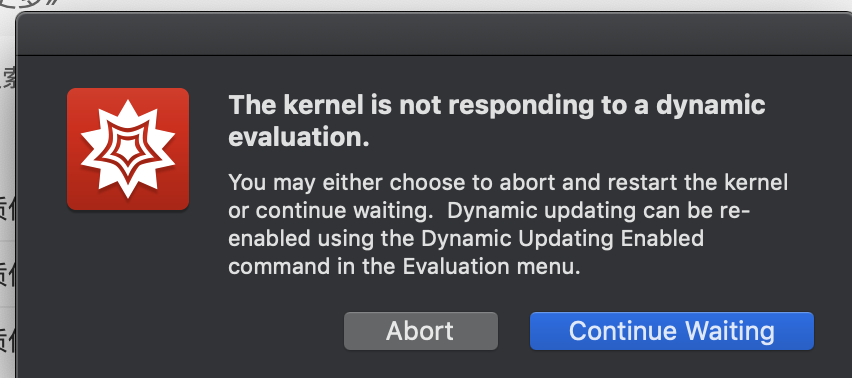 The kernel is not responding to a dynamic
evaluation.
You may either choose to abort and restart the kernel
or continue waiting.  Dynamic updating can be re-
enabled using the Dynamic Updating Enabled
command in the Evaluation menu.
Abort
Continue Waiting